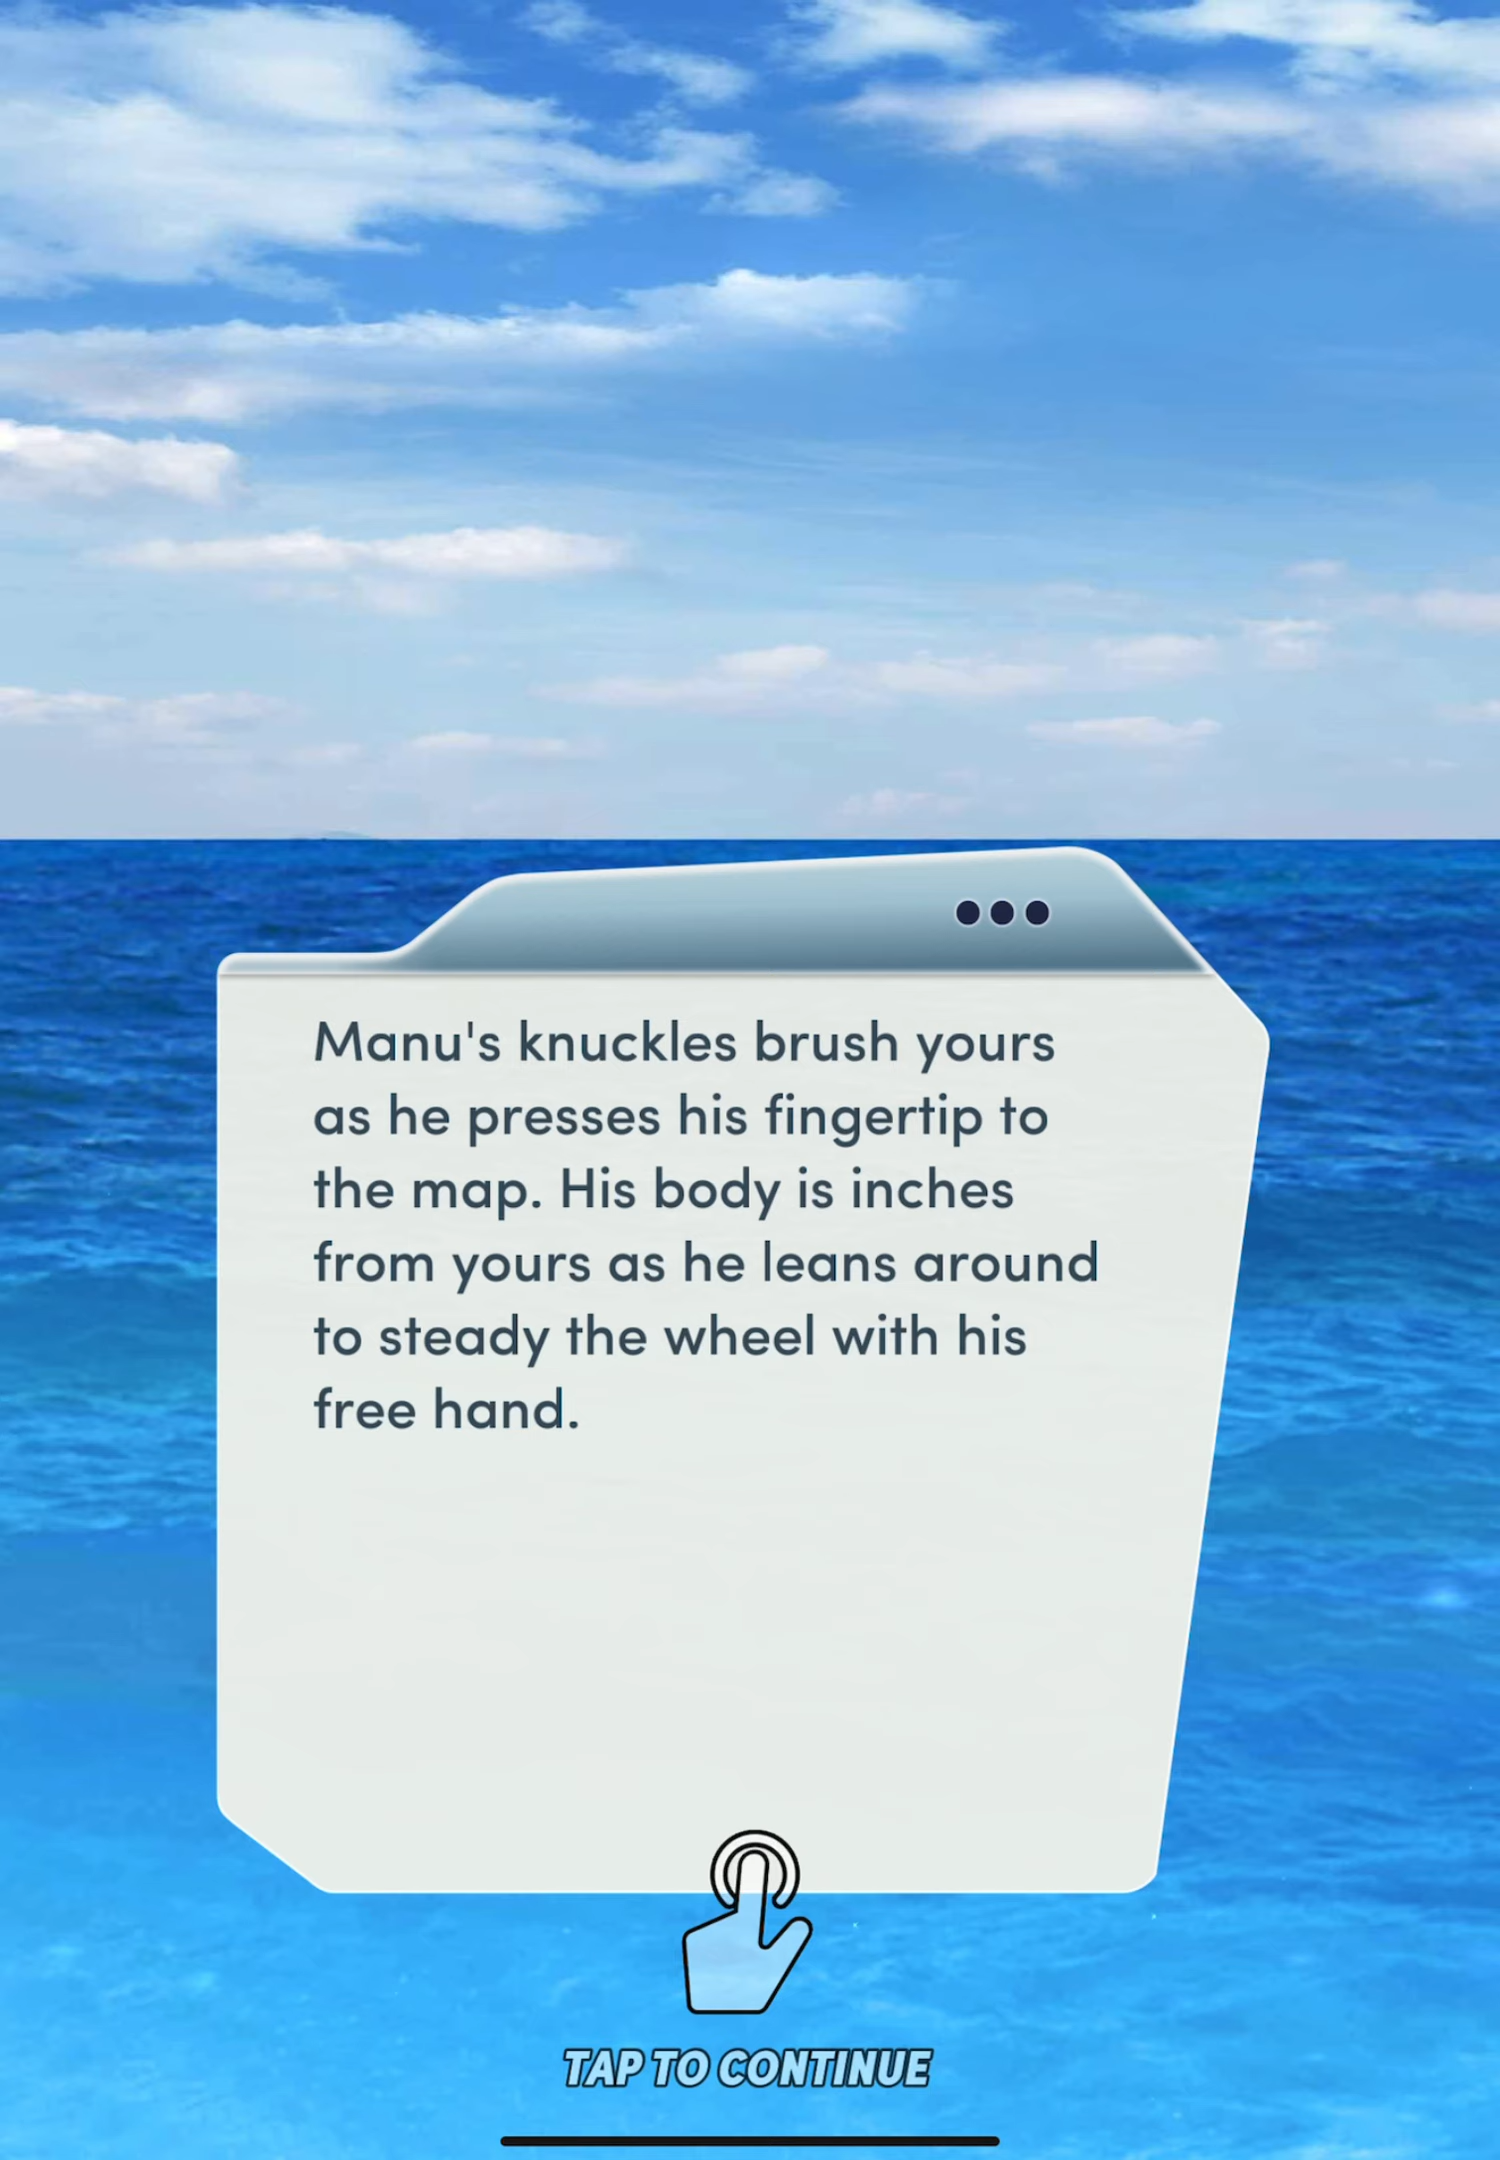 Manu's knuckles brush yours
as he presses his fingertip to
the map. His body is inches
from yours as he leans around
to steady the wheel with his
free hand.
TAP TO CONTINUE